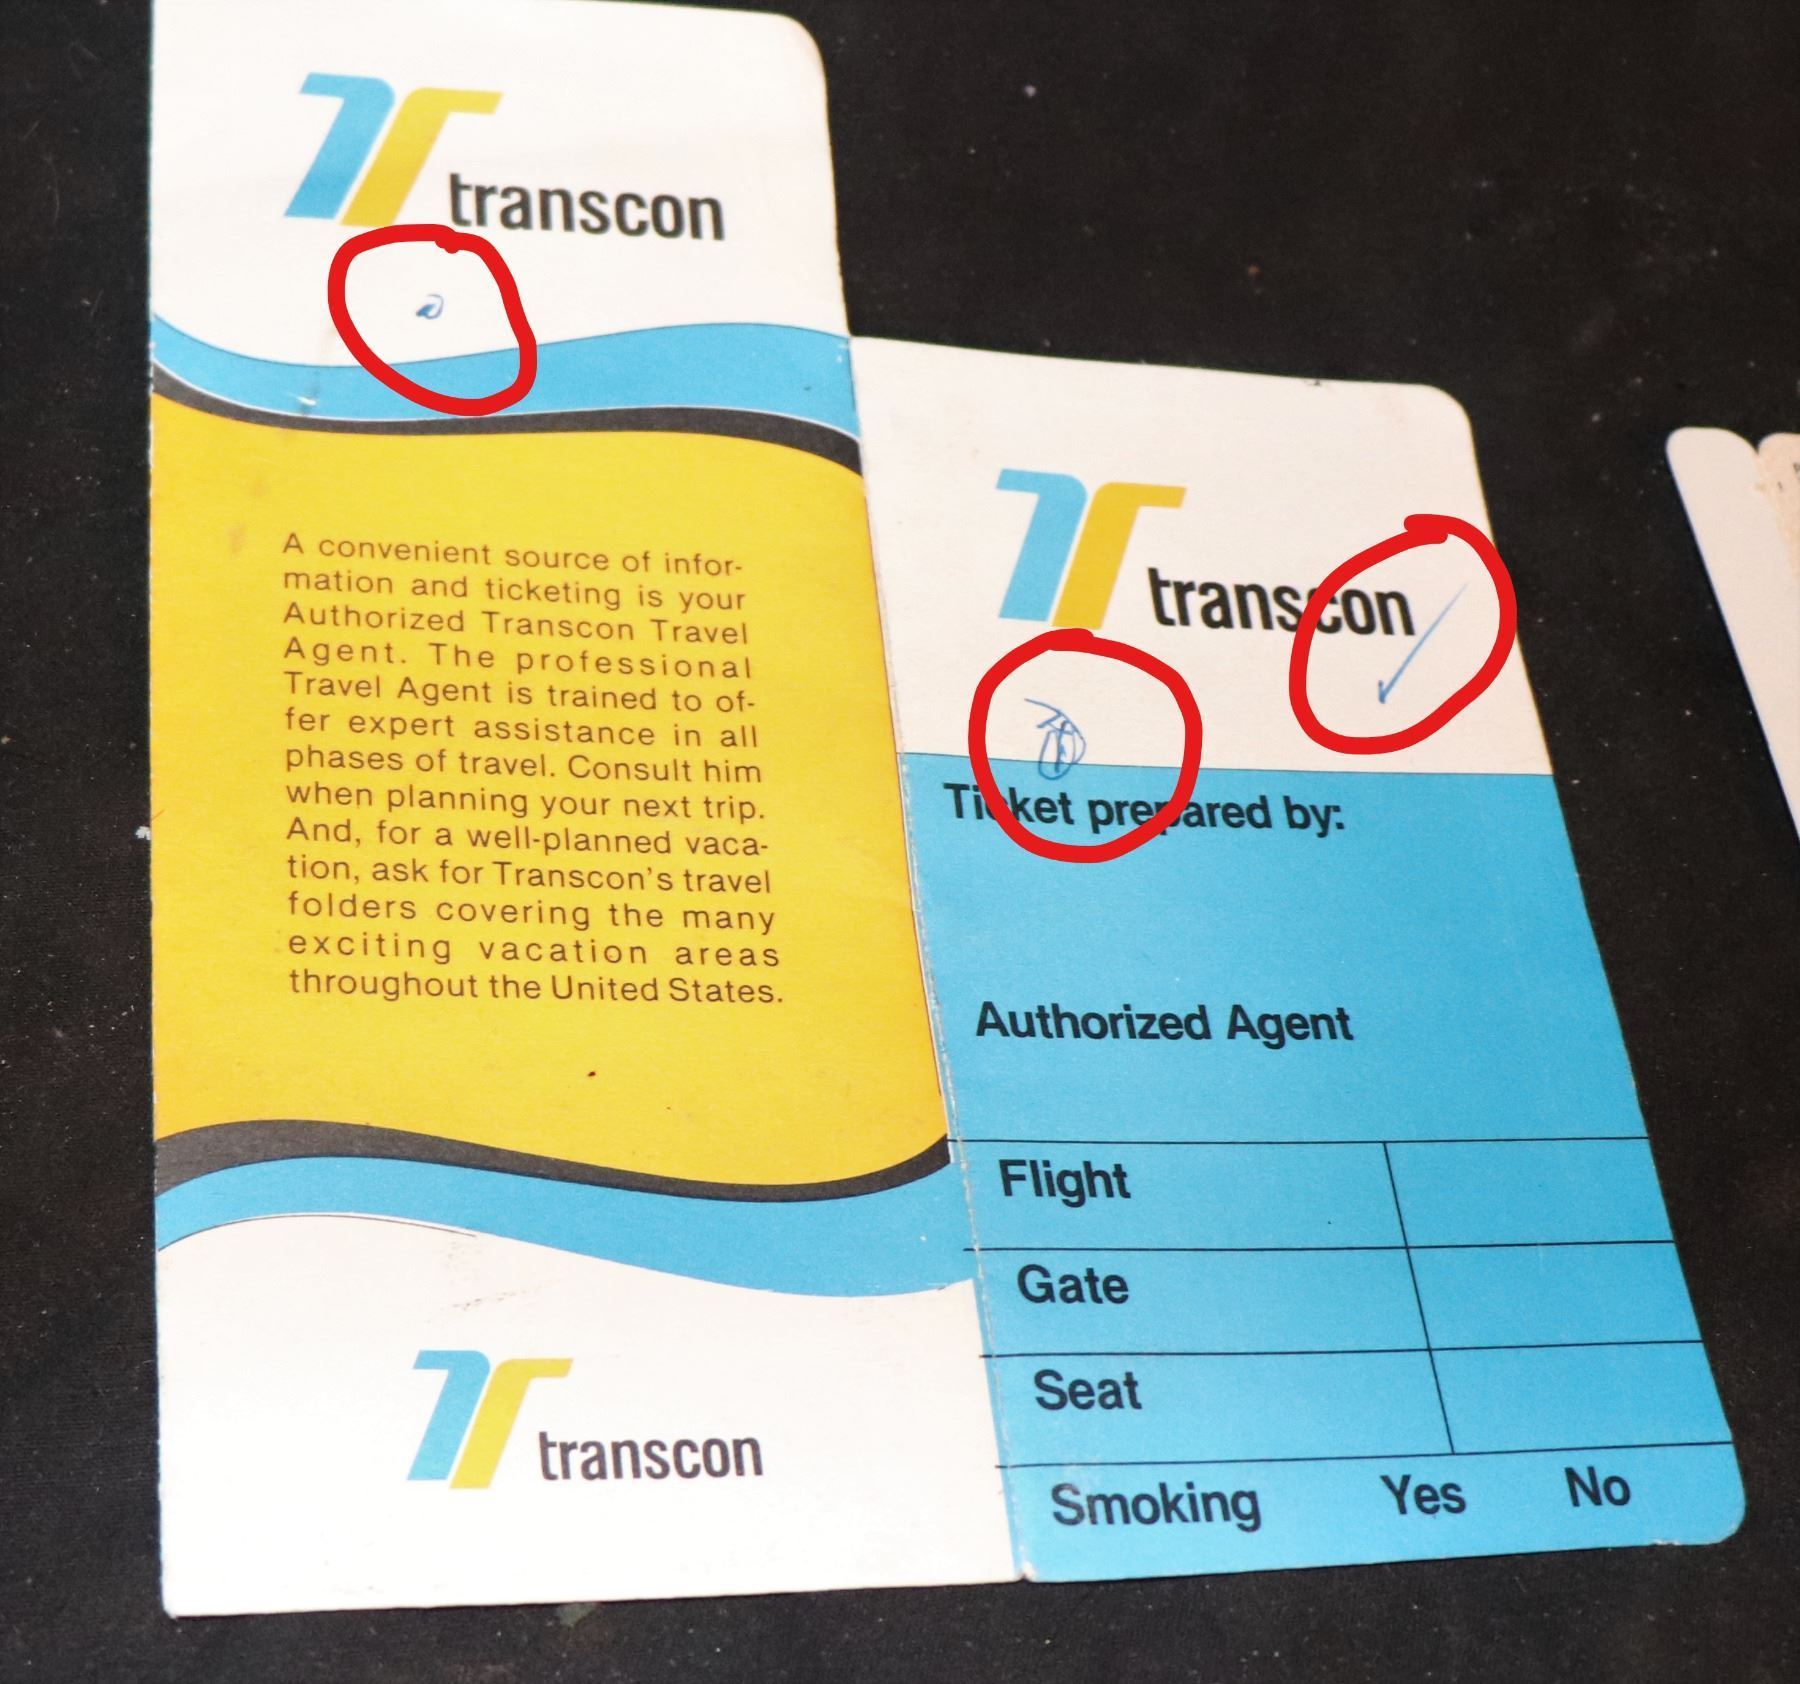 transcon
A convenient source of infor-
mation and ticketing is your
Authorized Transcon Travel
Agent. The professional
Travel Agent is trained to of-
fer expert assistance in all
phases of travel. Consult him
when planning your next trip.
And, for a well-planned vaca-
tion, ask for Transcon's travel
folders covering the many
exciting vacation areas
throughout the United States.
transcon
transcon
Ticket prepared by:
Authorized Agent
Flight
Gate
Seat
Smoking Yes No